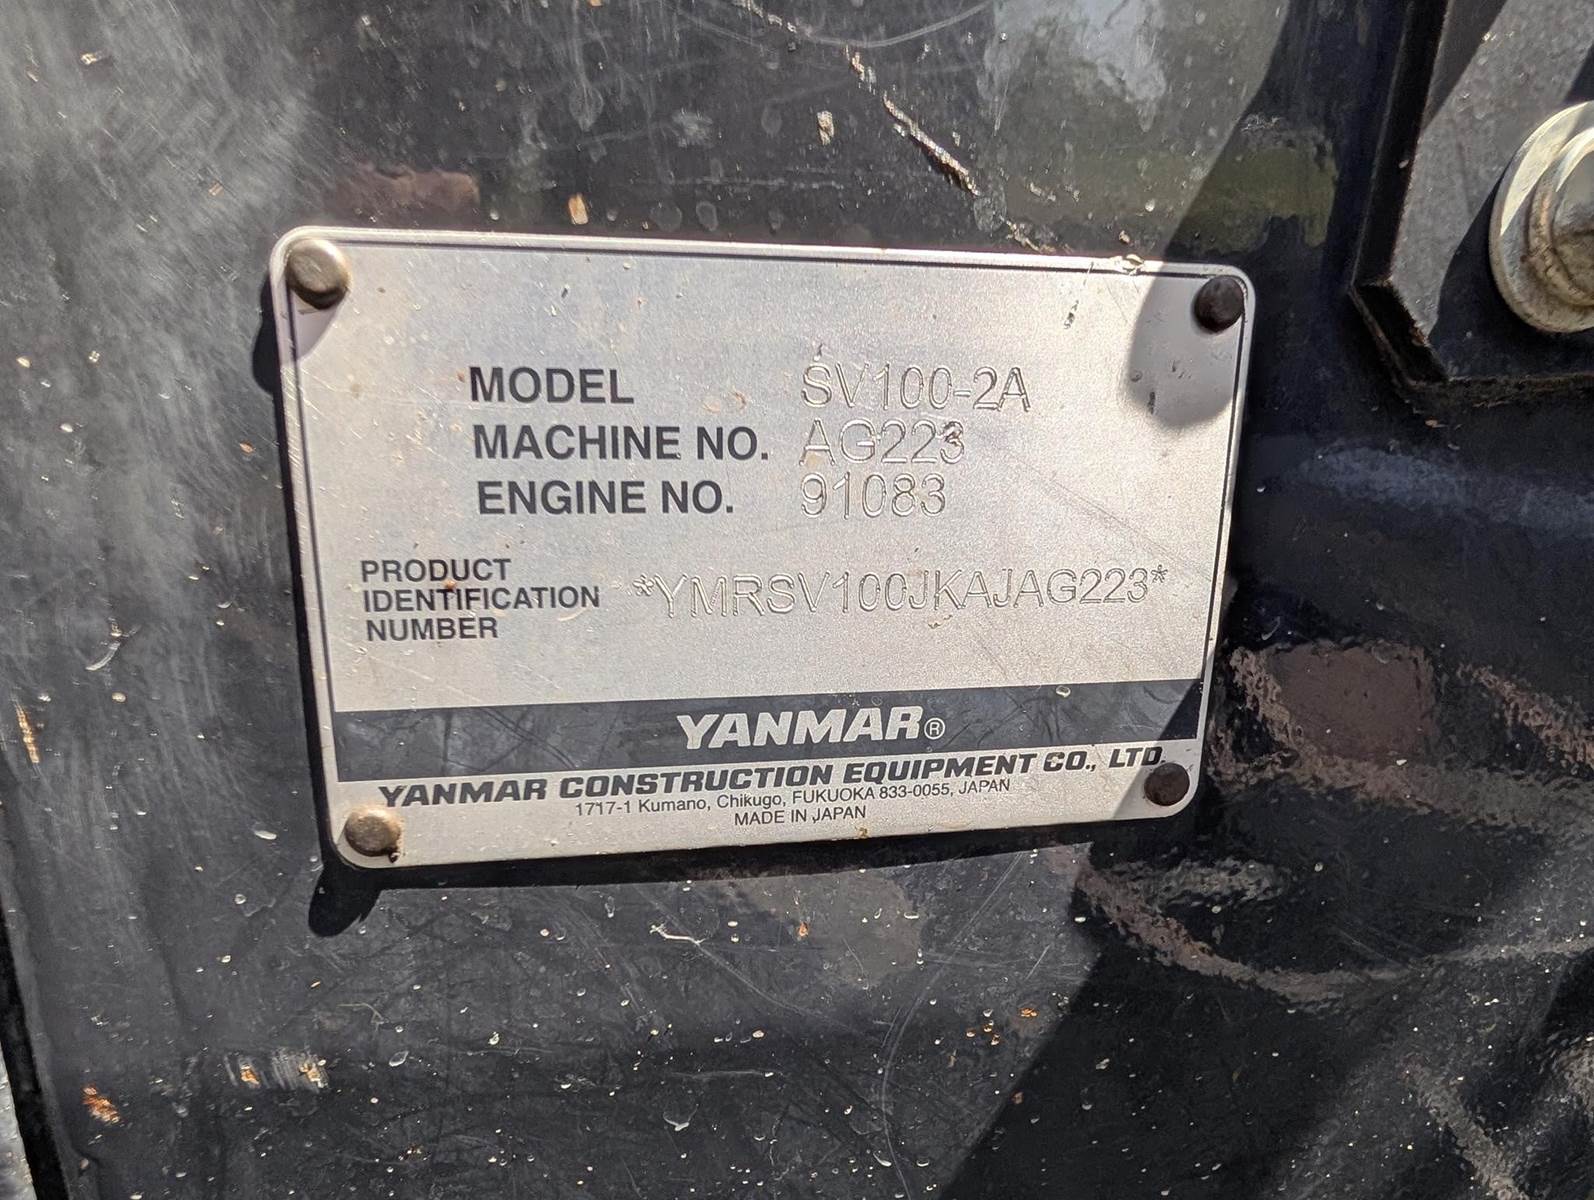 MODEL SV100-2A
MACHINE NO. AG223
ENGINE NO. 91083
PRODUCT
IDENTIFICATION *YMRSV100JKAJAG223*
NUMBER
YANMAR®
YANMAR CONSTRUCTION EQUIPMENT CO., LTD.
1717-1 Kumano, Chikugo, FUKUOKA 833-0055, JAPAN
MADE IN JAPAN